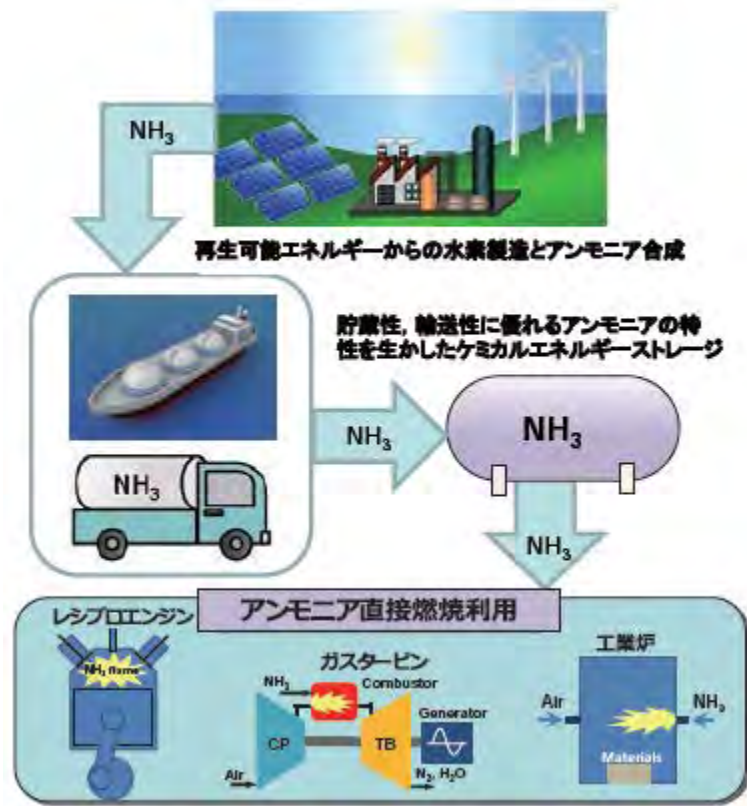 NH₃
再生可能エネルギーからの水素製造とアンモニア合成
貯蔵性，輸送性に優れるアンモニアの特
性を生かしたケミカルエネルギーストレージ
NH₃
NH₃
NH₃
NH₃
アンモニア直接燃焼利用
レシプロエンジン
NH₃ flame
ガスタービン
NH₃
Combustor
Generator
CP
TB
Air
N₂, H₂O
工業炉
Air
NH₃
Materials